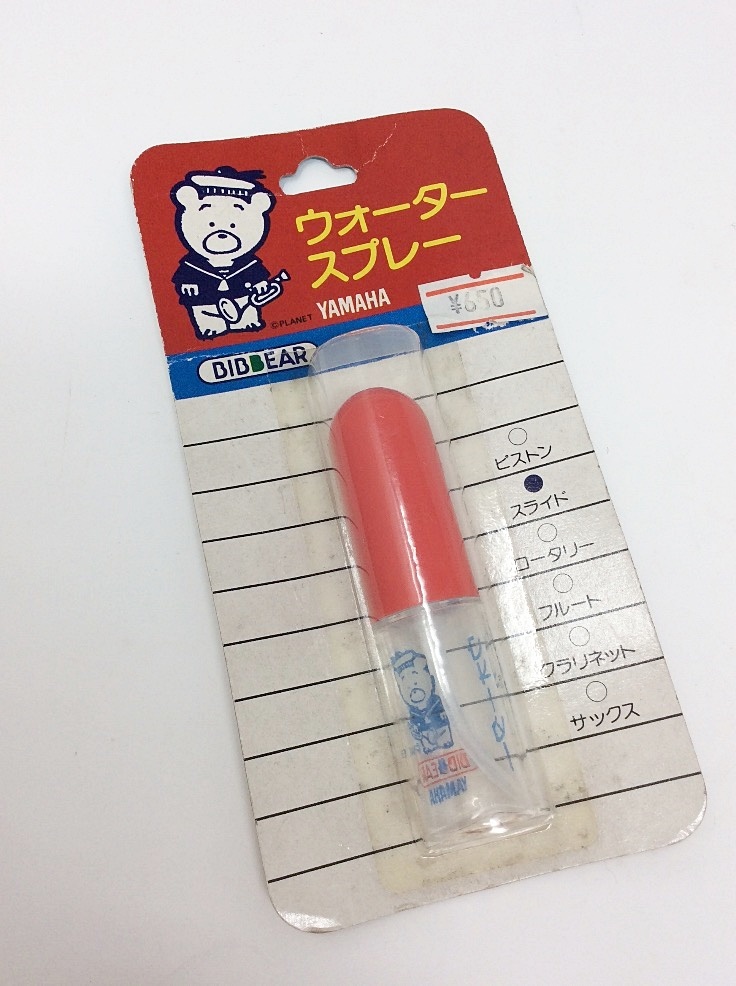 ウォーター
スプレー
©PLANET YAMAHA
¥650
BIBBEAR
ピストン
スライド
ロータリー
フルート
クラリネット
サックス
YAMAHA